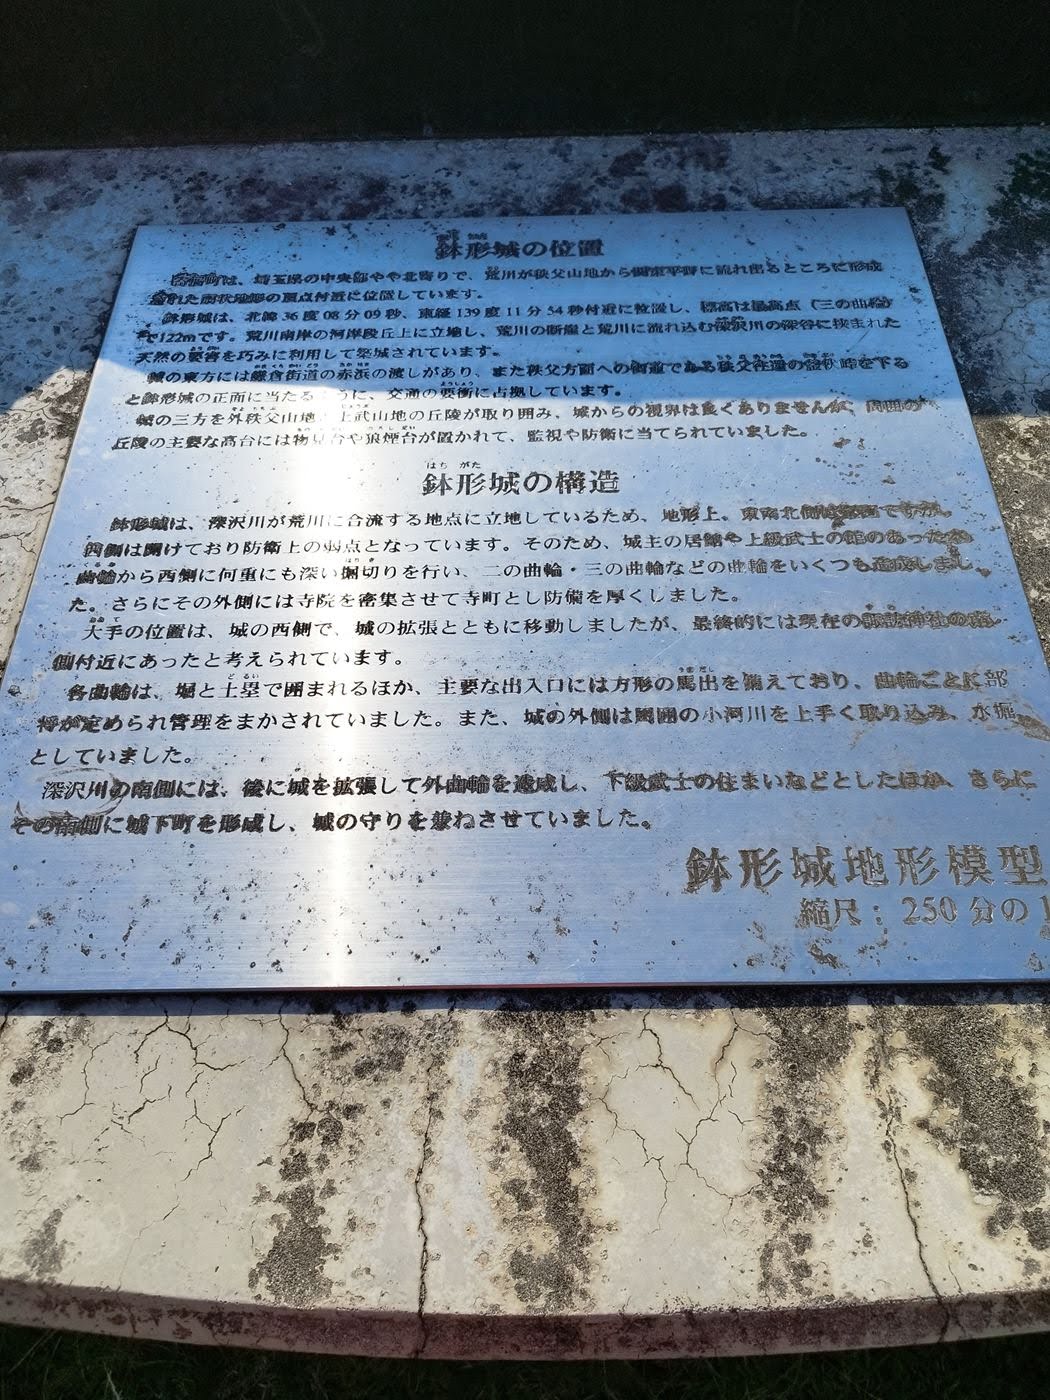 鉢形城の位置
寄居町は、埼玉県の中央部やや北寄りで、荒川が秩父山地から関東平野に流れ出るところに形成
された扇状地形の頂点付近に位置しています。
鉢形城は、北緯36度08分09秒、東経139度11分54秒付近に位置し、標高は最高点（三の曲輪）
で122mです。荒川南岸の河岸段丘上に立地し、荒川の断崖と荒川に流れ込む深沢川の深谷に挟まれた
天然の要害を巧みに利用して築城されています。
城の東方には鎌倉街道の赤浜の渡しがあり、また秩父方面への街道である秩父往還の釜伏峠を下る
と鉢形城の正面に当たるように、交通の要衝に占拠しています。
城の三方を外秩父山地、上武山地の丘陵が取り囲み、城からの視界は良くありませんが、周囲の
丘陵の主要な高台には物見台や狼煙台が置かれて、監視や防衛に当てられていました。
はち がた
鉢形城の構造
鉢形城は、深沢川が荒川に合流する地点に立地しているため、地形上、東南北側は
西側は開けており防衛上の弱点となっています。そのため、城主の居館や上級武士の館のあった本
曲輪から西側に何重にも深い堀切りを行い、二の曲輪・三の曲輪などの曲輪をいくつも造成しまし
た。さらにその外側には寺院を密集させて寺町とし防備を厚くしました。
大手の位置は、城の西側で、城の拡張とともに移動しましたが、最終的には現在の諏訪神社の南
側付近にあったと考えられています。
各曲輪は、堀と土塁で囲まれるほか、主要な出入口には方形の馬出を備えており、曲輪ごとに部
将が定められ管理をまかされていました。また、城の外側は周囲の小河川を上手く取り込み、水堀
としていました。
深沢川の南側には、後に城を拡張して外曲輪を造成し、下級武士の住まいなどとしたほか、さらに
その南側に城下町を形成し、城の守りを兼ねさせていました。
鉢形城地形模型
縮尺：250分の1